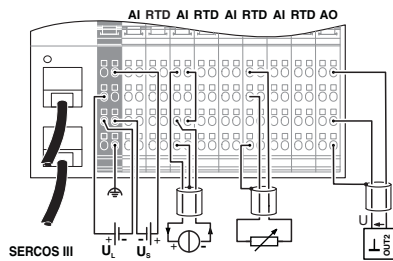 AI RTD AI RTD AI RTD AI RTD AO
SERCOS III
+ - - +
UL US
+ -
U
OUT2